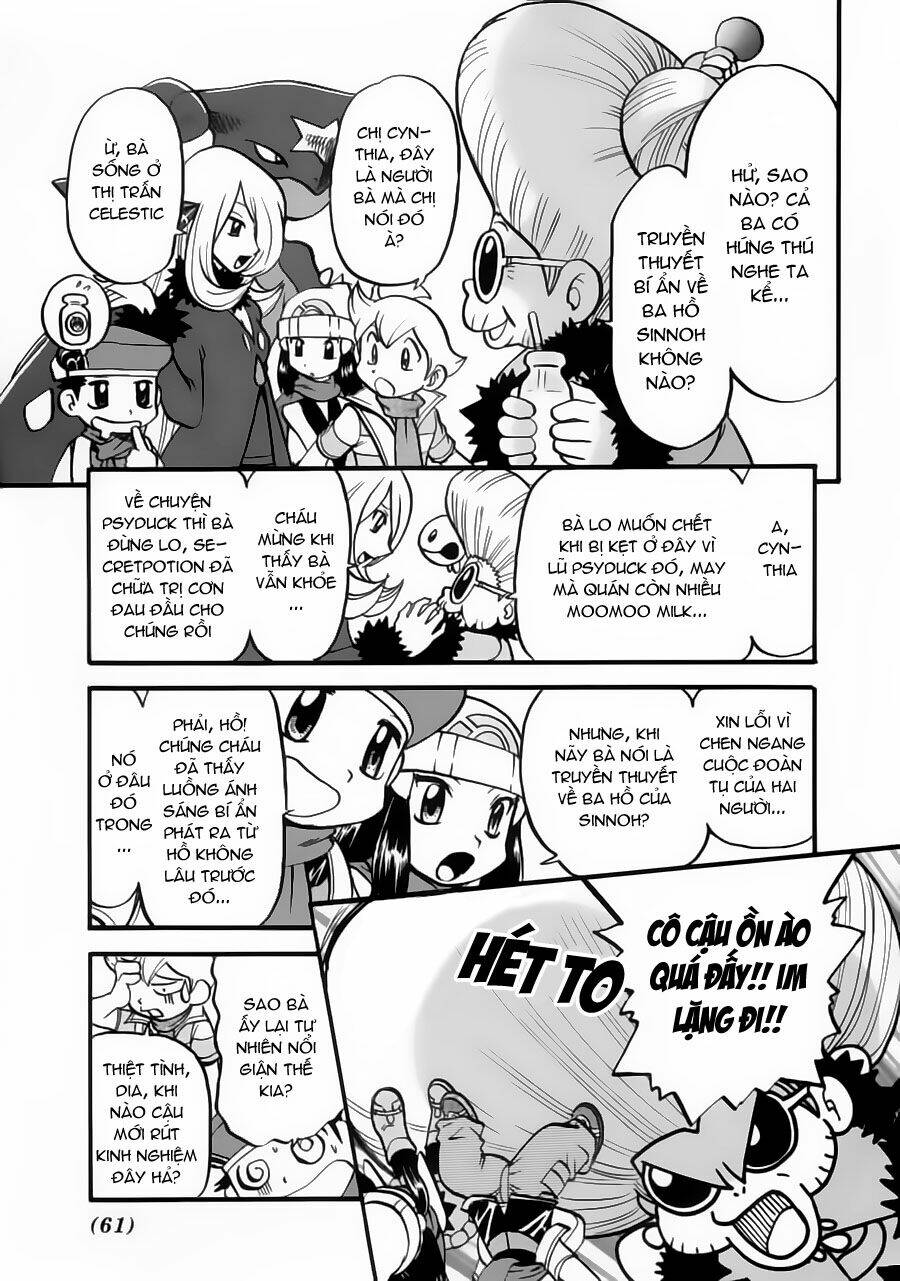 HỬ, SAO
NÀO? CẢ
BA CÓ
HỨNG THÚ
NGHE TA
KỂ...
TRUYỀN
THUYẾT
BÍ ẨN VỀ
BA HỒ
SINNOH
KHÔNG
NÀO?
CHỊ CYN-
THIA, ĐÂY
LÀ NGƯỜI
BÀ MÀ CHỊ
NÓI ĐÓ
À?
Ừ, BÀ
SỐNG Ở
THỊ TRẤN
CELESTIC
A,
CYN-
THIA
BÀ LO MUỐN CHẾT
KHI BỊ KẸT Ở ĐÂY VÌ
LŨ PSYDUCK ĐÓ, MAY
MÀ QUÁN CÒN NHIỀU
MOOMOO MILK...
CHÁU
MỪNG KHI
THẤY BÀ
VẪN KHỎE
...
VỀ CHUYỆN
PSYDUCK THÌ BÀ
ĐỪNG LO, SE-
CRETPOTION ĐÃ
CHỮA TRỊ CƠN
ĐAU ĐẦU CHO
CHÚNG RỒI
XIN LỖI VÌ
CHEN NGANG
CUỘC ĐOÀN
TỤ CỦA HAI
NGƯỜI...
NHƯNG, KHI
NÃY BÀ NÓI LÀ
TRUYỀN THUYẾT
VỀ BA HỒ CỦA
SINNOH?
PHẢI, HỒ!
CHÚNG CHÁU
ĐÃ THẤY
LUỒNG ÁNH
SÁNG BÍ ẨN
PHÁT RA TỪ
HỒ KHÔNG
LÂU TRƯỚC
ĐÓ...
NÓ
Ở ĐÂU
ĐÓ
TRONG
...
CÔ CẬU ỒN ÀO
QUÁ ĐẤY!! IM
LẶNG ĐI!!
HÉT TO
SAO BÀ
ẤY LẠI TỰ
NHIÊN NỔI
GIẬN THẾ
KIA?
THIỆT TÌNH,
DIA, KHI
NÀO CẬU
MỚI RÚT
KINH NGHIỆM
ĐÂY HẢ?
(61)